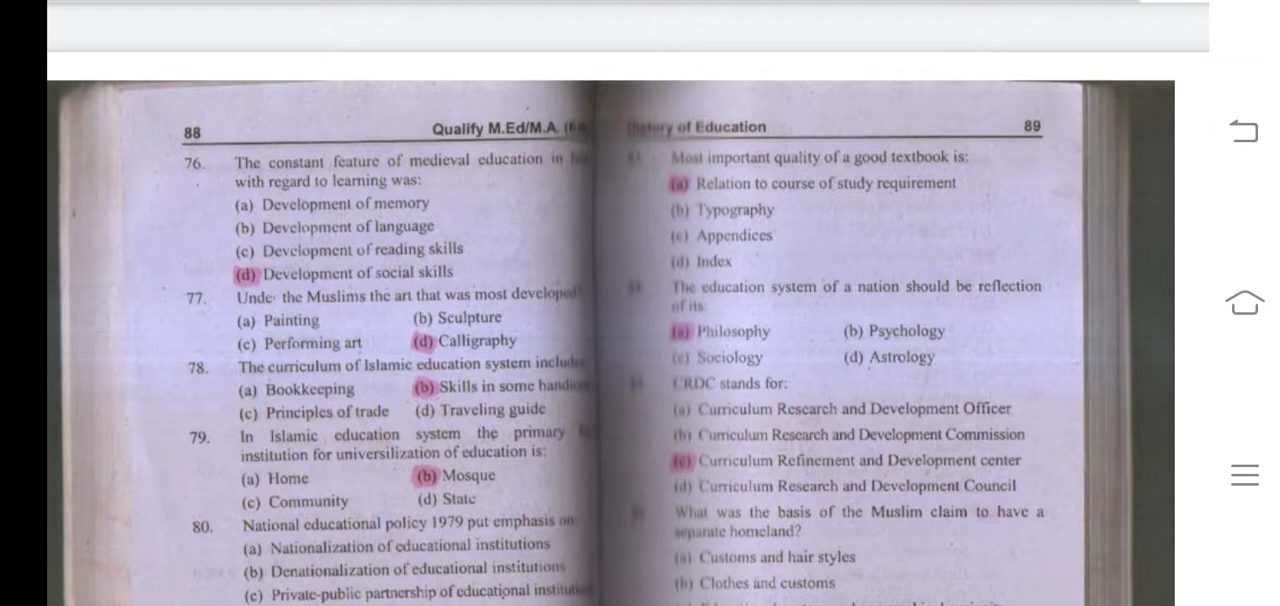 88
Qualify M.Ed/M.A.
76. The constant feature of medieval education in
with regard to learning was:
(a) Development of memory
(b) Development of language
(c) Development of reading skills
(d) Development of social skills
77. Unde the Muslims the art that was most developed
(a) Painting (b) Sculpture
(c) Performing art (d) Calligraphy
78. The curriculum of Islamic education system include
(a) Bookkeeping (b) Skills in some
(c) Principles of trade (d) Traveling guide
79. In Islamic education system the primary
institution for universilization of education is:
(a) Home (b) Mosque
(c) Community (d) State
80. National educational policy 1979 put emphasis on
(a) Nationalization of educational institutions
(b) Denationalization of educational institutions
(c) Private-public partnership of educational
History of Education
89
Most important quality of a good textbook is:
(a) Relation to course of study requirement
(b) Typography
(c) Appendices
(d) Index
The education system of a nation should be reflection
of its:
(a) Philosophy (b) Psychology
(c) Sociology (d) Astrology
CRDC stands for:
(a) Curriculum Research and Development Officer
(b) Curriculum Research and Development Commission
(c) Curriculum Refinement and Development center
(d) Curriculum Research and Development Council
What was the basis of the Muslim claim to have a
separate homeland?
(a) Customs and hair styles
(b) Clothes and customs